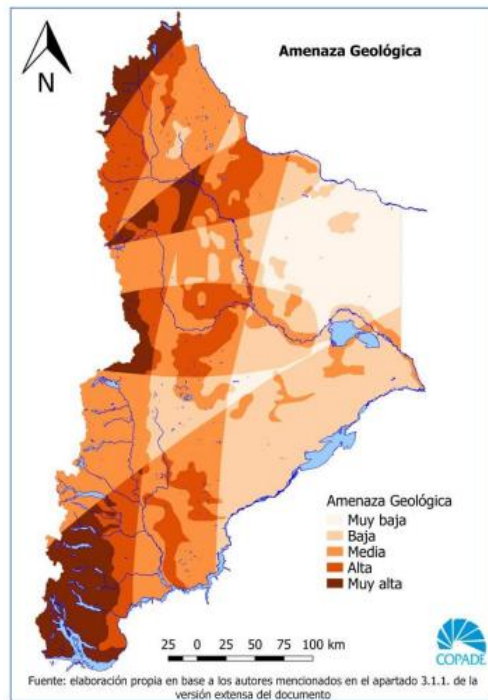 Amenaza Geológica
N
Amenaza Geológica
Muy baja
Baja
Media
Alta
Muy alta
25 0 25 50 75 100 km
COPADE
Fuente: elaboración propia en base a los autores mencionados en el apartado 3.1.1. de la
versión extensa del documento